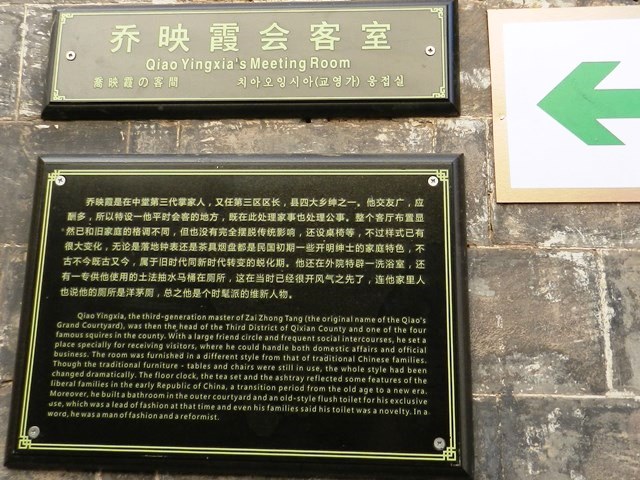 乔映霞会客室
Qiao Yingxia's Meeting Room
喬映霞の客間 치아오잉시아(교영가) 응접실
乔映霞是在中堂第三代掌家人，又任第三区区长，县四大乡绅之一。他交友广，应
酬多，所以特设一他平时会客的地方，既在此处理家事也处理公事。整个客厅布置显
然已和旧家庭的格调不同，但也没有完全摆脱传统影响，还设桌椅等，不过样式已有
很大变化，无论是落地钟表还是茶具烟盘都是民国初期一些开明绅士的家庭特色，不
古不今既古又今，属于旧时代同新时代转变的蜕化期。他还在外院特辟一洗浴室，还
有一专供他使用的土法抽水马桶在厕所，这在当时已经很开风气之先了，连他家里人
也说他的厕所是洋茅厕，总之他是个时髦派的维新人物。
Qiao Yingxia, the third-generation master of Zai Zhong Tang (the original name of the Qiao's
Grand Courtyard), was then the head of the Third District of Qixian County and one of the four
famous squires in the county. With a large friend circle and frequent social intercourses, he set a
place specially for receiving visitors, where he could handle both domestic affairs and official
business. The room was furnished in a different style from that of traditional Chinese families.
Though the traditional furniture - tables and chairs were still in use, the whole style had been
changed dramatically. The floor clock, the tea set and the ashtray reflected some features of the
liberal families in the early Republic of China, a transition period from the old age to a new era.
Moreover, he built a bathroom in the outer courtyard and an old-style flush toilet for his exclusive
use, which was a lead of fashion at that time and even his families said his toilet was a novelty. In a
word, he was a man of fashion and a reformist.